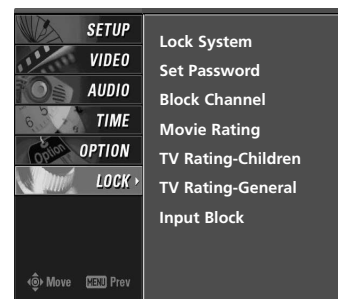 SETUP
VIDEO
AUDIO
TIME
OPTION
LOCK
Move MENU Prev
Lock System
Set Password
Block Channel
Movie Rating
TV Rating-Children
TV Rating-General
Input Block